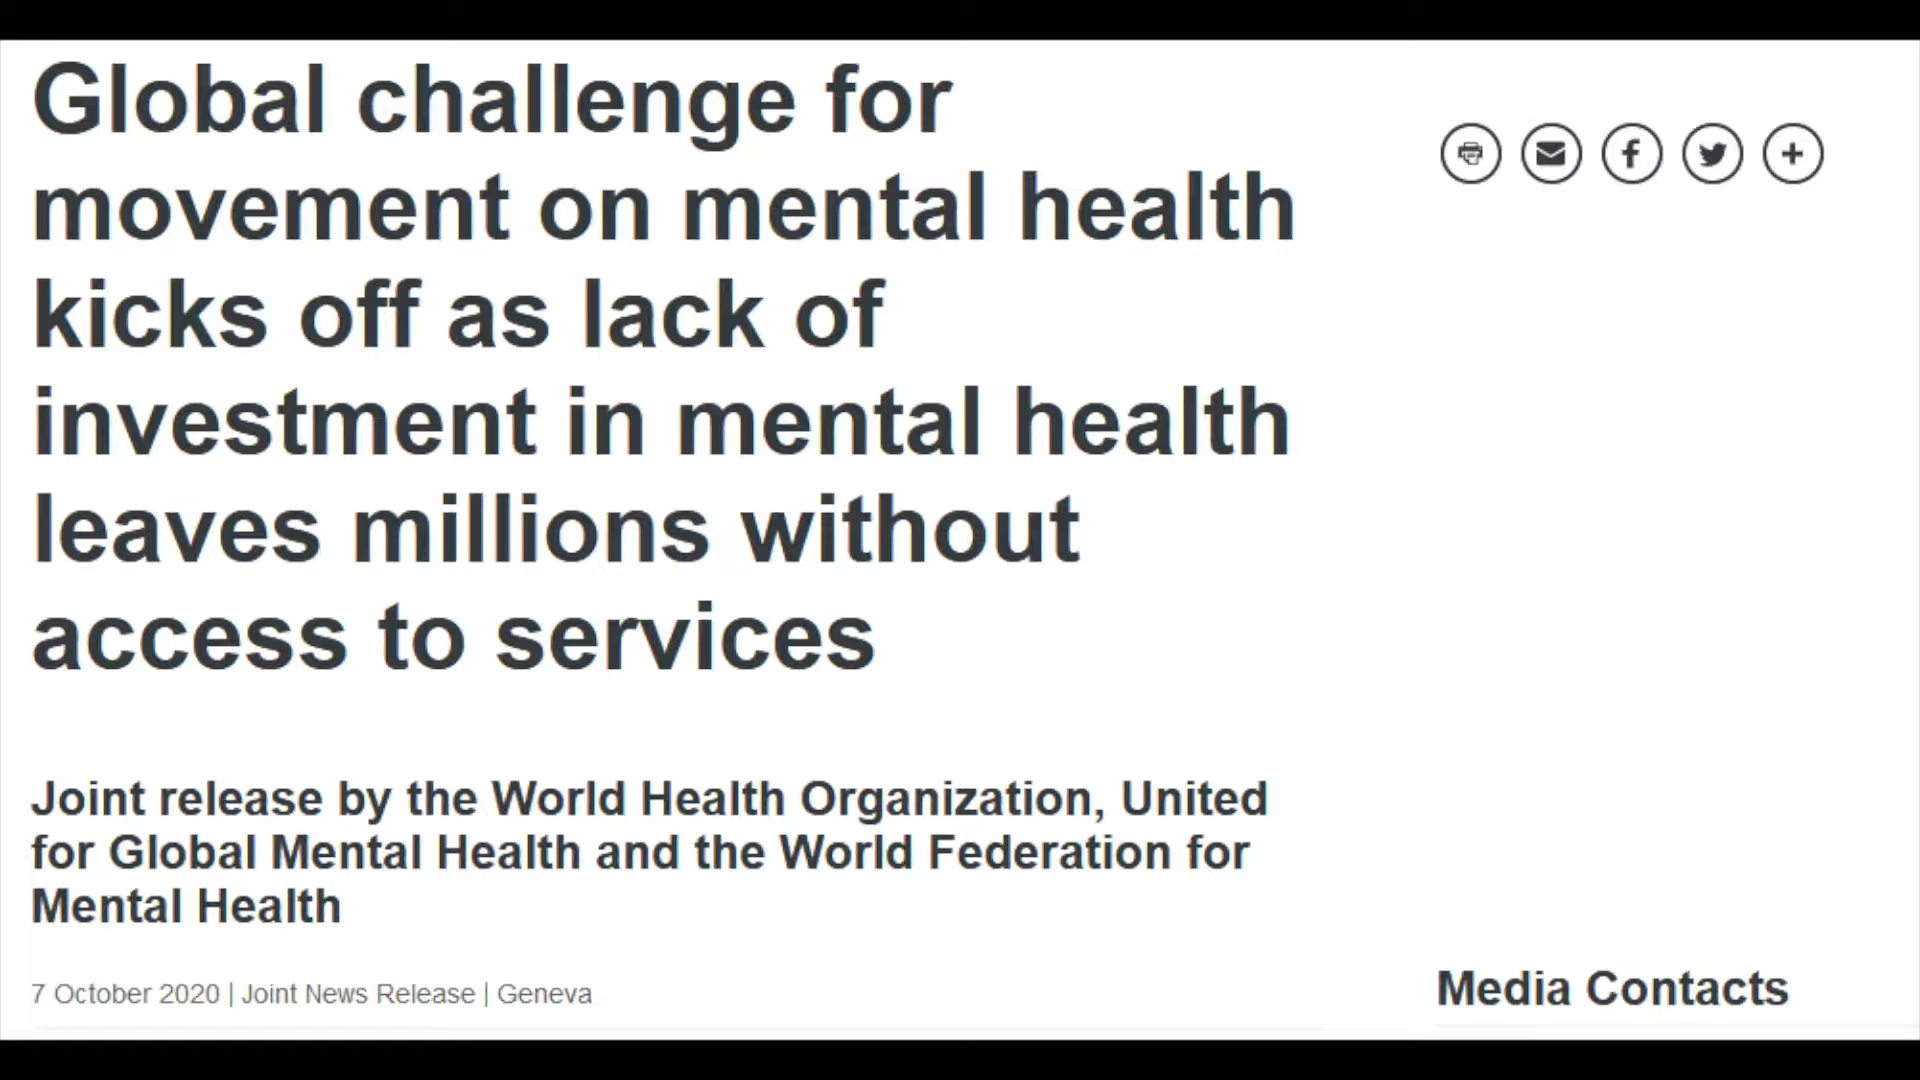 Global challenge for
movement on mental health
kicks off as lack of
investment in mental health
leaves millions without
access to services
Joint release by the World Health Organization, United
for Global Mental Health and the World Federation for
Mental Health
7 October 2020 | Joint News Release | Geneva
Media Contacts